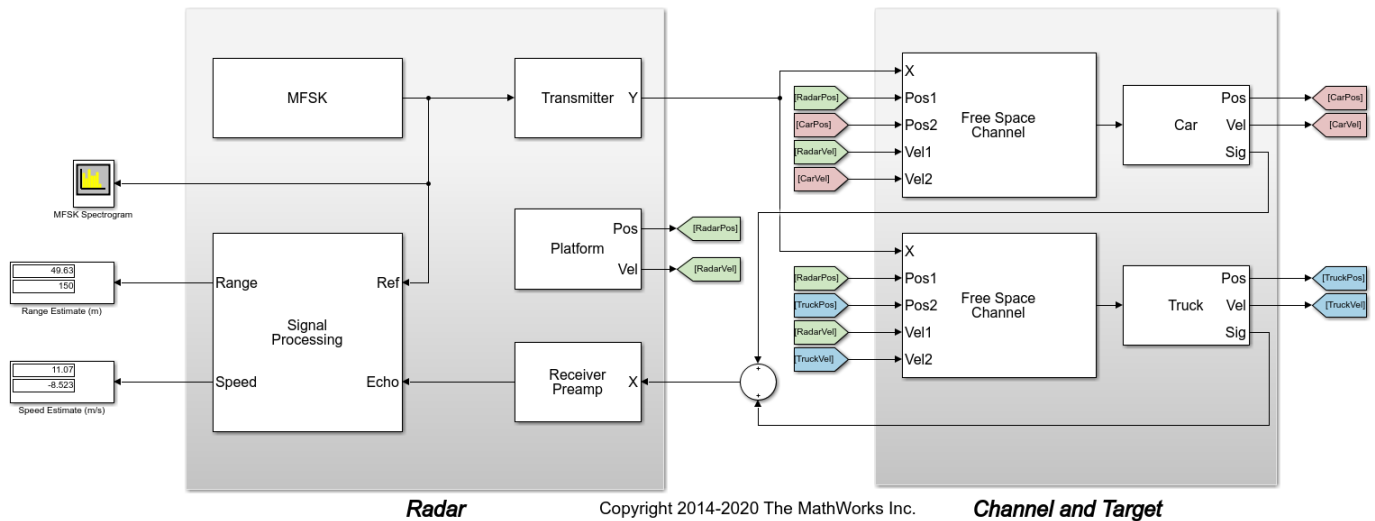 MFSK
Transmitter
Y
X
[RadarPos]
Pos1
[CarPos]
Pos2
[RadarVel]
Vel1
[CarVel]
Vel2
Free Space
Channel
Car
Pos
Vel
Sig
[CarPos]
[CarVel]
MFSK Spectrogram
Platform
Pos
Vel
[RadarPos]
[RadarVel]
X
[RadarPos]
Pos1
[TruckPos]
Pos2
[RadarVel]
Vel1
[TruckVel]
Vel2
Free Space
Channel
Truck
Pos
Vel
Sig
[TruckPos]
[TruckVel]
49.63
150
Range Estimate (m)
11.07
-8.523
Speed Estimate (m/s)
Range
Speed
Signal
Processing
Ref
Echo
Receiver
Preamp
X
+
+
Radar
Copyright 2014-2020 The MathWorks Inc.
Channel and Target